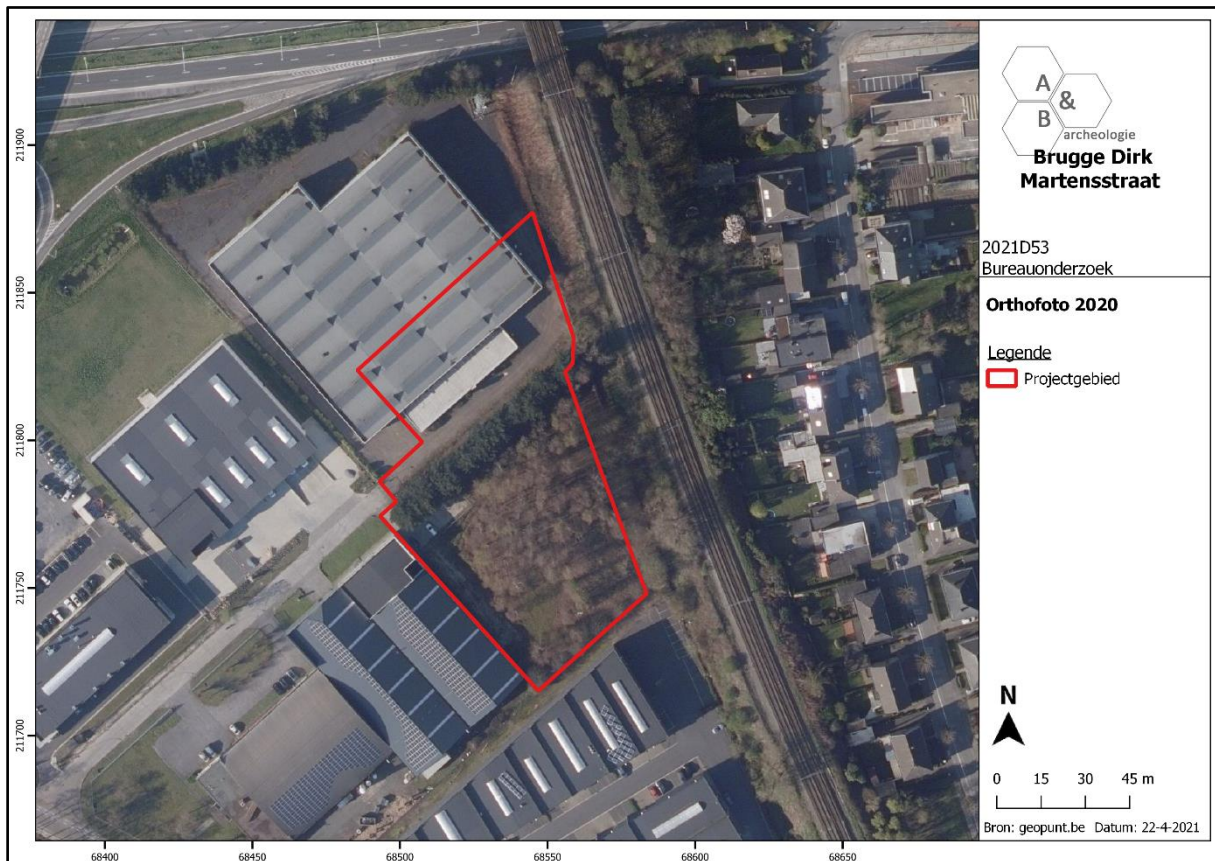 A
&
B
archeologie
Brugge Dirk
Martensstraat
2021D53
Bureauonderzoek
Orthofoto 2020
Legende
Projectgebied
N
0 15 30 45 m
Bron: geopunt.be Datum: 22-4-2021
211900
211850
211800
211750
211700
68400 68450 68500 68550 68600 68650